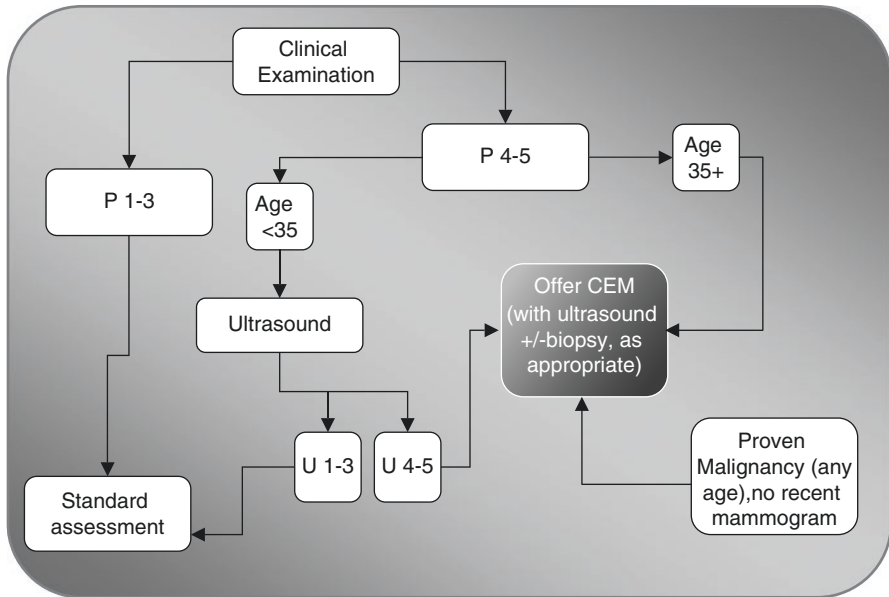 Clinical
Examination
P 4-5
Age
35+
P 1-3
Age
<35
Offer CEM
(with ultrasound
+/-biopsy, as
appropriate)
Ultrasound
U 1-3
U 4-5
Proven
Malignancy (any
age),no recent
mammogram
Standard
assessment